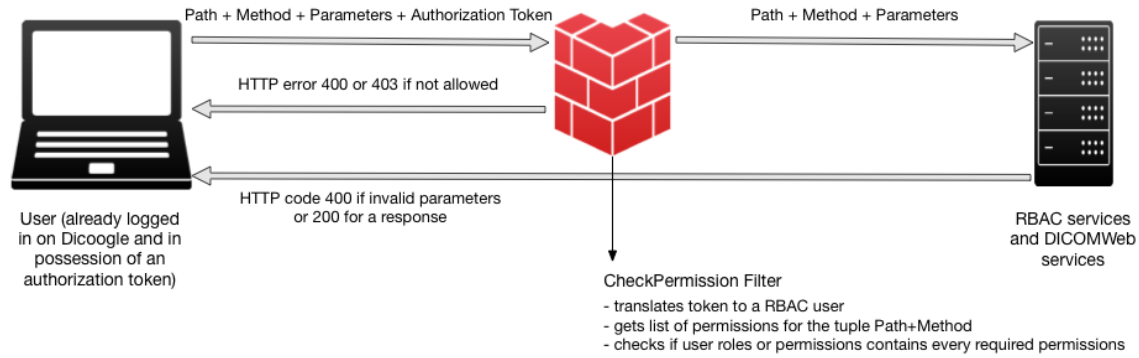 Path + Method + Parameters + Authorization Token
Path + Method + Parameters
HTTP error 400 or 403 if not allowed
HTTP code 400 if invalid parameters
or 200 for a response
User (already logged
in on Dicoogle and in
possession of an
authorization token)
RBAC services
and DICOMWeb
services
CheckPermission Filter
- translates token to a RBAC user
- gets list of permissions for the tuple Path+Method
- checks if user roles or permissions contains every required permissions